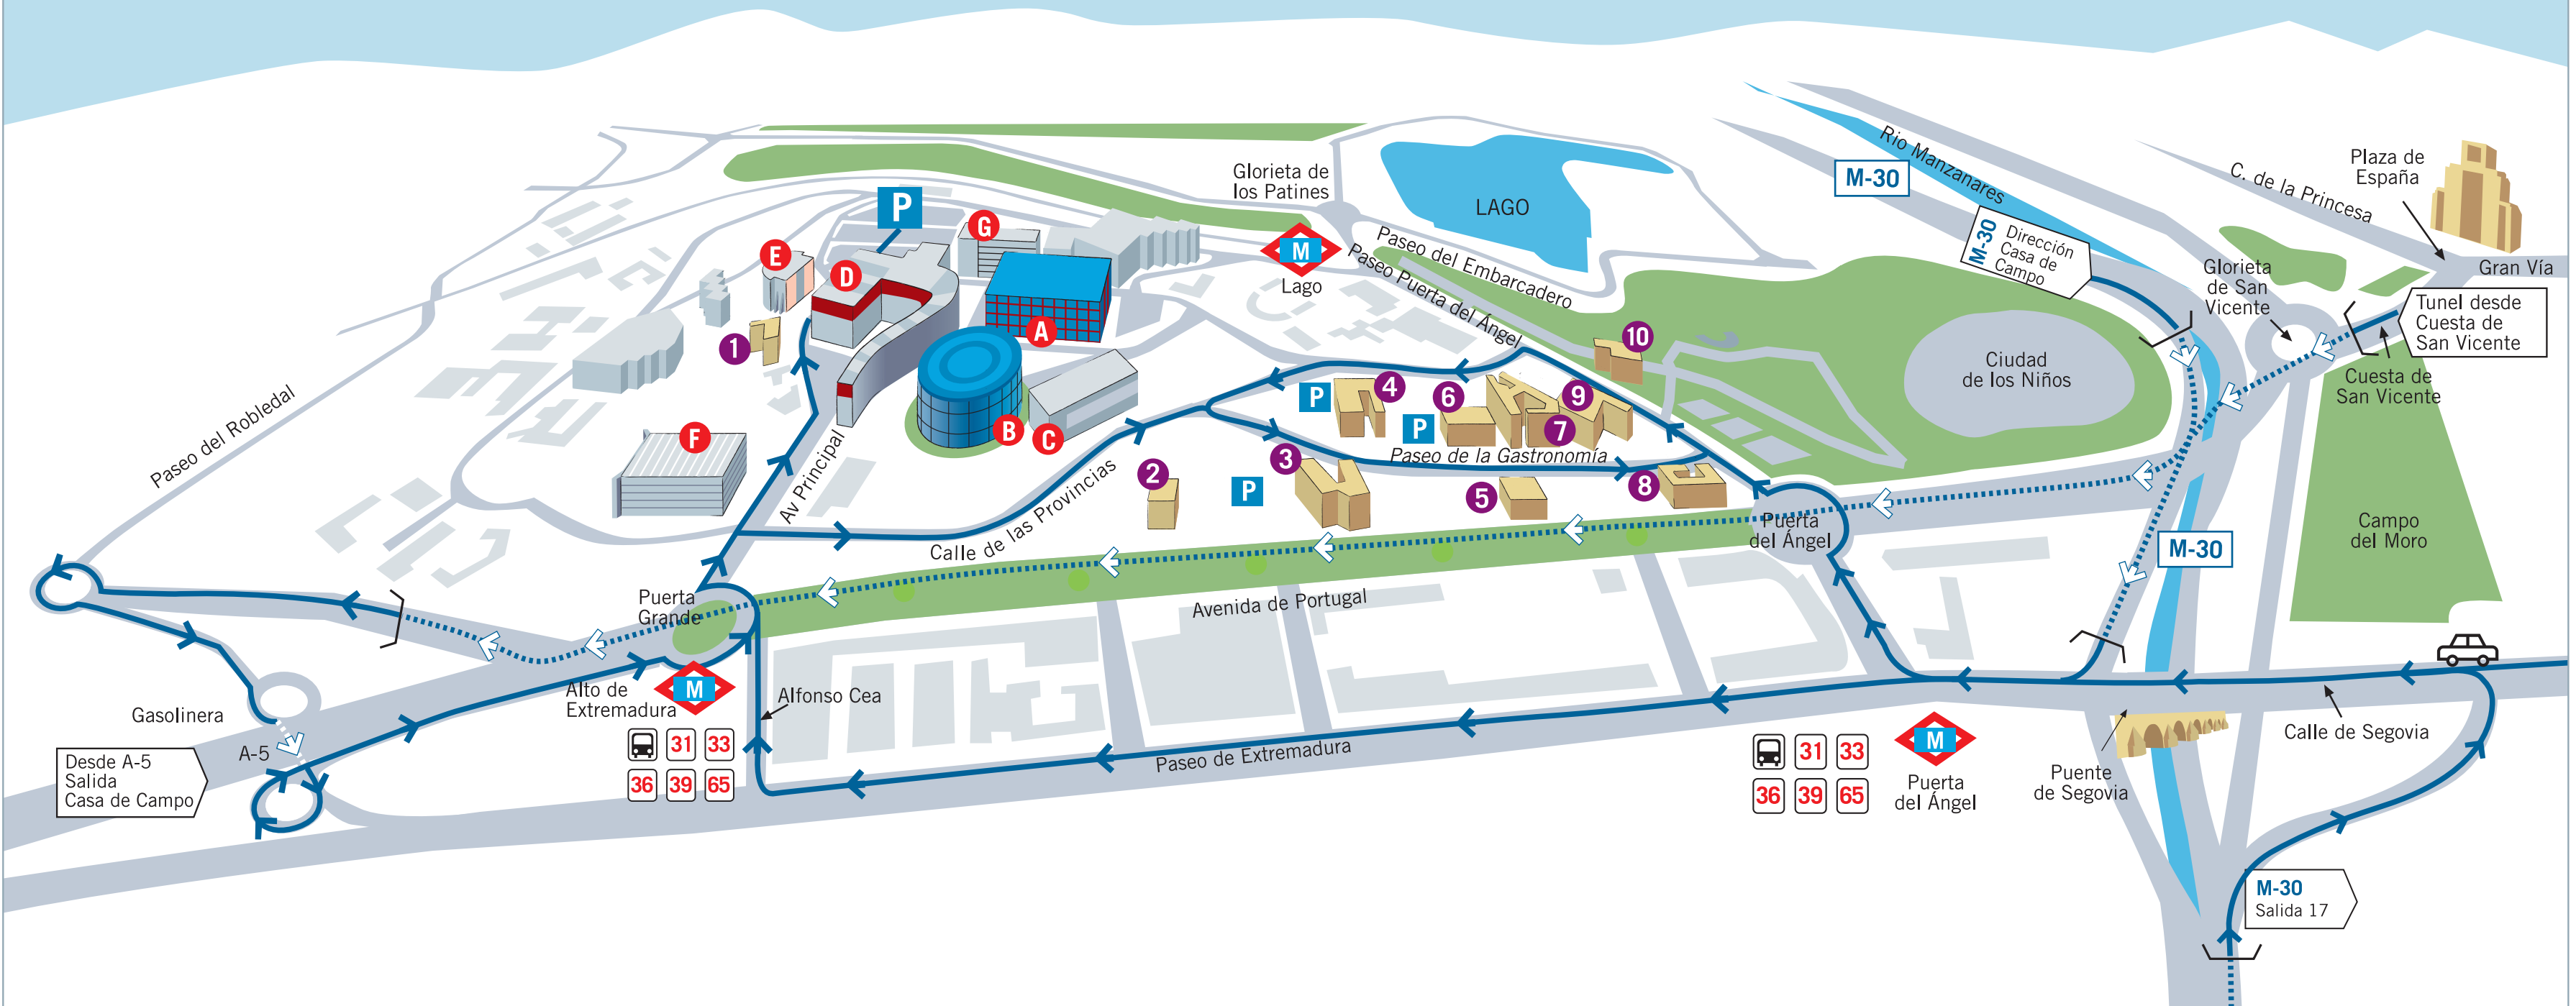 Glorieta de
los Patines
LAGO
Rio Manzanares
M-30
M-30
Dirección
Casa de
Campo
C. de la Princesa
Plaza de
España
Gran Vía
Glorieta
de San
Vicente
Tunel desde
Cuesta de
San Vicente
Cuesta de
San Vicente
P
G
E
D
A
M
Lago
Paseo del Embarcadero
Paseo Puerta del Ángel
10
Ciudad
de los Niños
1
B
C
F
P
4
6
9
P
7
Paseo de la Gastronomía
Paseo del Robledal
Av Principal
Calle de las Provincias
2
P
3
5
8
Puerta
del Ángel
Campo
del Moro
M-30
Puerta
Grande
Avenida de Portugal
Alto de
Extremadura
M
Alfonso Cea
Gasolinera
A-5
Desde A-5
Salida
Casa de Campo
31
33
36
39
65
Paseo de Extremadura
31
33
36
39
65
M
Puerta
del Ángel
Puente
de Segovia
Calle de Segovia
M-30
Salida 17